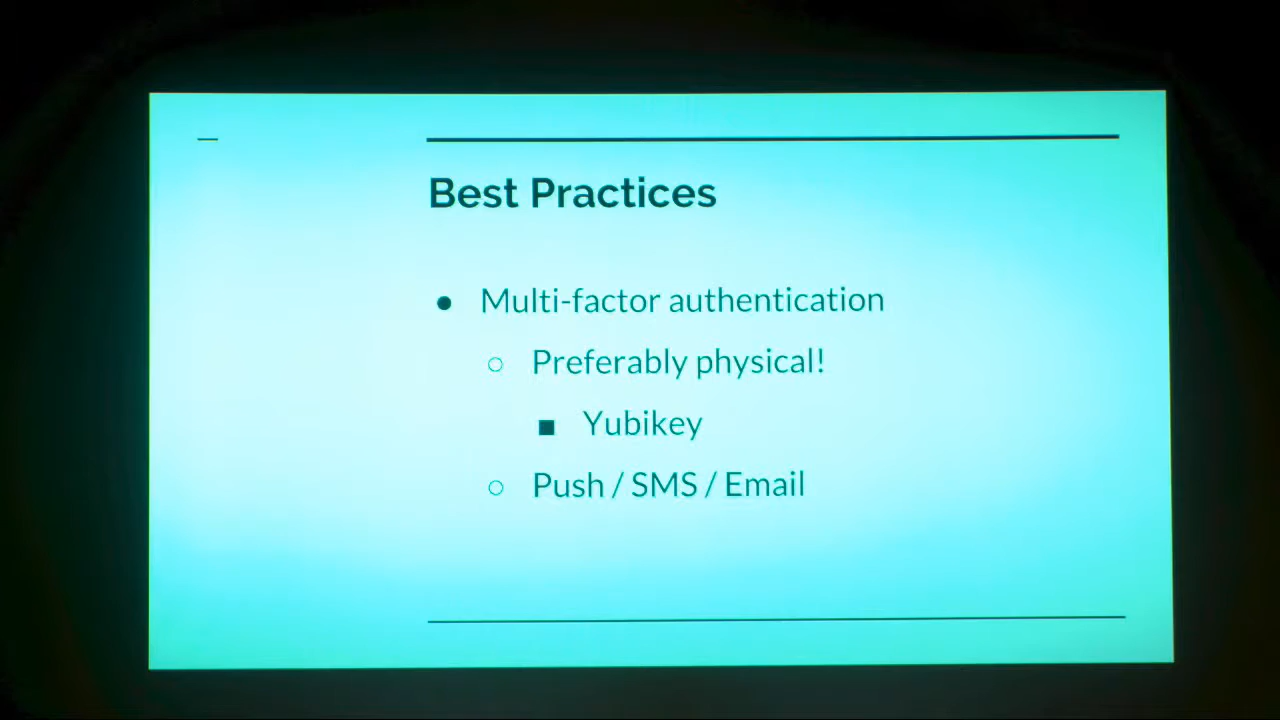 Best Practices
● Multi-factor authentication
○ Preferably physical!
■ Yubikey
○ Push / SMS / Email